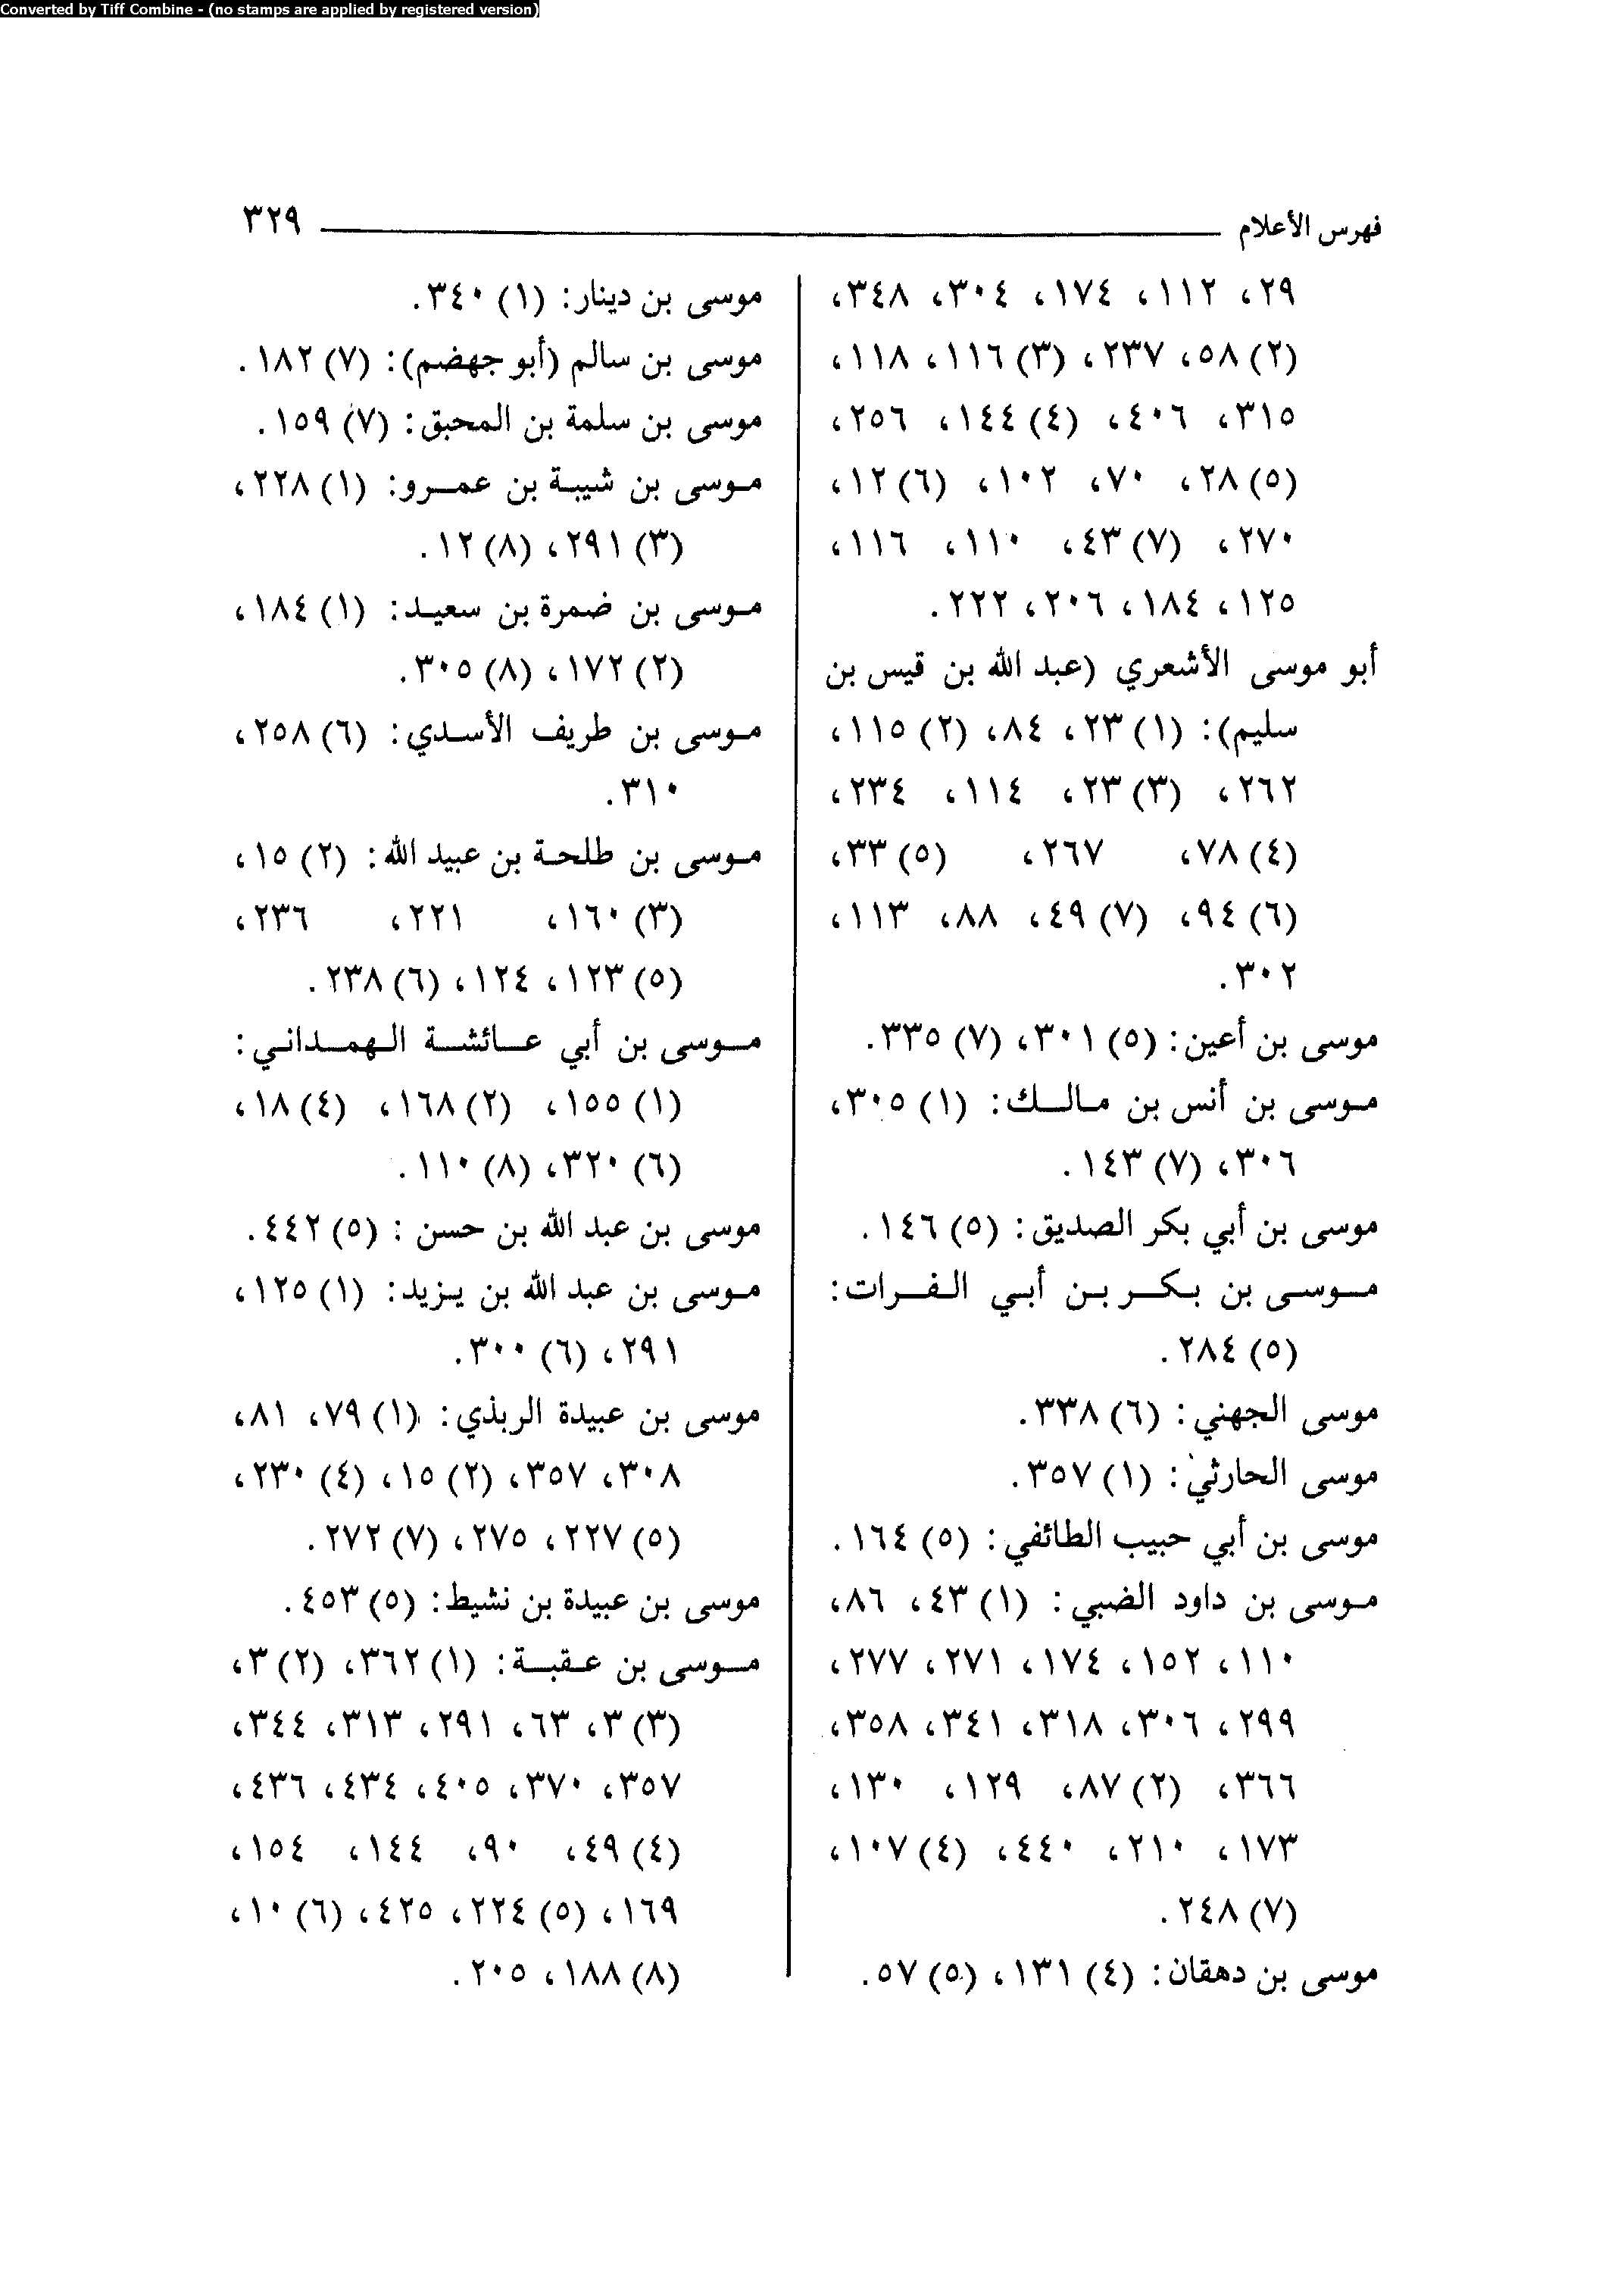 Converted by Tiff Combine - (no stamps are applied by registered version)
فهرس الأعلام ٣٢٩
٢٩، ١١٢، ١٧٤، ٣٠٤، ٣٤٨،
(٢) ٥٨، ٢٣٧، (٣) ١١٦، ١١٨،
٣١٥، ٤٠٦، (٤) ١٤٤، ٢٥٦،
(٥) ٢٨، ٧٠، ١٠٢، (٦) ١٢،
٢٧٠، (٧) ٤٣، ١١٠، ١١٦،
١٢٥، ١٨٤، ٢٠٦، ٢٢٢.
أبو موسى الأشعري (عبد الله بن قيس بن
سليم): (١) ٢٣، ٨٤، (٢) ١١٥،
٢٦٢، (٣) ٢٣، ١١٤، ٢٣٤،
(٤) ٧٨، ٢٦٧، (٥) ٣٣،
(٦) ٩٤، (٧) ٤٩، ٨٨، ١١٣،
٣٠٢.
موسى بن أعين: (٥) ٣٠١، (٧) ٣٣٥.
موسى بن أنس بن مالك: (١) ٣٠٥،
٣٠٦، (٧) ١٤٣.
موسى بن أبي بكر الصديق: (٥) ١٤٦.
موسى بن بكر بن أبي الفرات:
(٥) ٢٨٤.
موسى الجهني: (٦) ٣٣٨.
موسى الحارثي: (١) ٣٥٧.
موسى بن أبي حبيب الطائفي: (٥) ١٦٤.
موسى بن داود الضبي: (١) ٤٣، ٨٦،
١١٠، ١٥٢، ١٧٤، ٢٧١، ٢٧٧،
٢٩٩، ٣٠٦، ٣١٨، ٣٤١، ٣٥٨،
٣٦٦، (٢) ٨٧، ١٢٩، ١٣٠،
١٧٣، ٢١٠، ٤٤٠، (٤) ١٠٧،
(٧) ٢٤٨.
موسى بن دهقان: (٤) ١٣١، (٥) ٥٧.
موسى بن دينار: (١) ٣٤٠.
موسى بن سالم (أبو جهضم): (٧) ١٨٢.
موسى بن سلمة بن المحبق: (٧) ١٥٩.
موسى بن شيبة بن عمرو: (١) ٢٢٨،
(٣) ٢٩١، (٨) ١٢.
موسى بن ضمرة بن سعيد: (١) ١٨٤،
(٢) ١٧٢، (٨) ٣٠٥.
موسى بن طريف الأسدي: (٦) ٢٥٨،
٣١٠.
موسى بن طلحة بن عبيد الله: (٢) ١٥،
(٣) ١٦٠، ٢٢١، ٢٣٦،
(٥) ١٢٣، ١٢٤، (٦) ٢٣٨.
موسى بن أبي عائشة الهمداني:
(١) ١٥٥، (٢) ١٦٨، (٤) ١٨،
(٦) ٣٢٠، (٨) ١١٠.
موسى بن عبد الله بن حسن : (٥) ٤٤٢.
موسى بن عبد الله بن يزيد: (١) ١٢٥،
٢٩١، (٦) ٣٠٠.
موسى بن عبيدة الربذي: (١) ٧٩، ٨١،
٣٠٨، ٣٥٧، (٢) ١٥، (٤) ٢٣٠،
(٥) ٢٢٧، ٢٧٥، (٧) ٢٧٢.
موسى بن عبيدة بن نشيط: (٥) ٤٥٣.
موسى بن عقبة: (١) ٣٦٢، (٢) ٣،
(٣) ٣، ٦٣، ٢٩١، ٣١٣، ٣٤٤،
٣٥٧، ٣٧٠، ٤٠٥، ٤٣٤، ٤٣٦،
(٤) ٤٩، ٩٠، ١٤٤، ١٥٤،
١٦٩، (٥) ٢٢٤، ٤٢٥، (٦) ١٠،
(٨) ١٨٨، ٢٠٥.